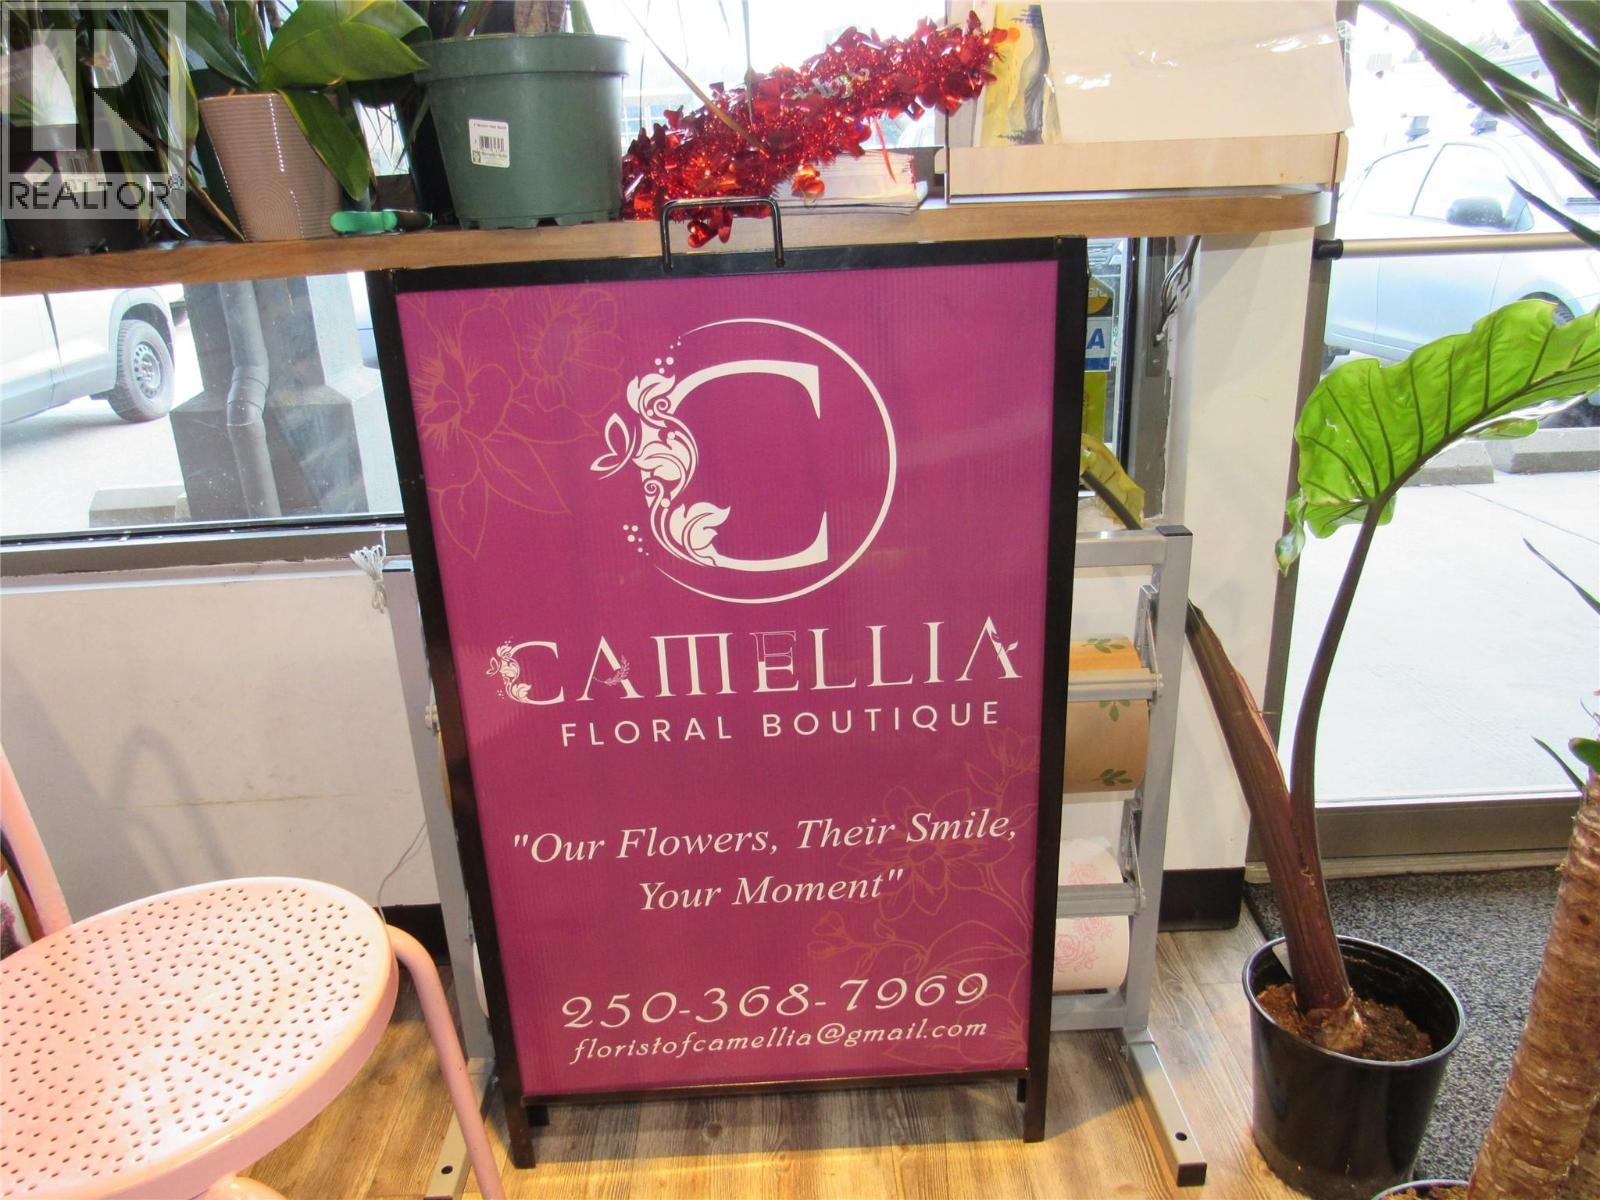 R
REALTOR®
A
C
CAMELLIA
FLORAL BOUTIQUE
"Our Flowers, Their Smile,
Your Moment"
250-368-7969
floristofcamellia@gmail.com